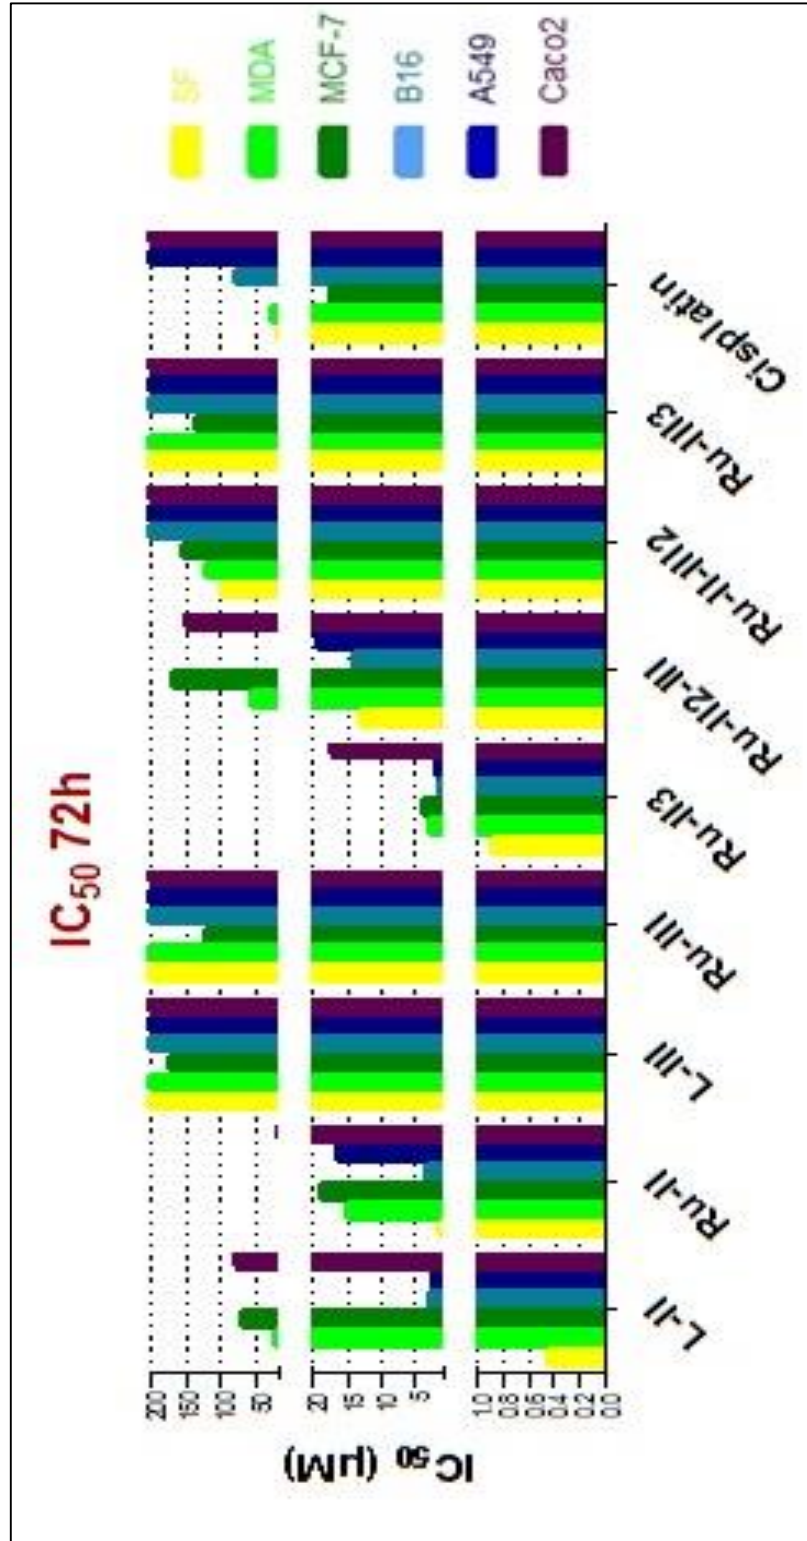 IC₅₀ 72h
IC₅₀ (µM)
200
150
100
50
20
15
10
5
1.0
0.8
0.6
0.4
0.2
0.0
L-II
Ru-II
L-III
Ru-III
Ru-II3
Ru-II2-III
Ru-II-III2
Ru-III3
Cisplatin
SF
MDA
MCF-7
B16
A549
Caco2